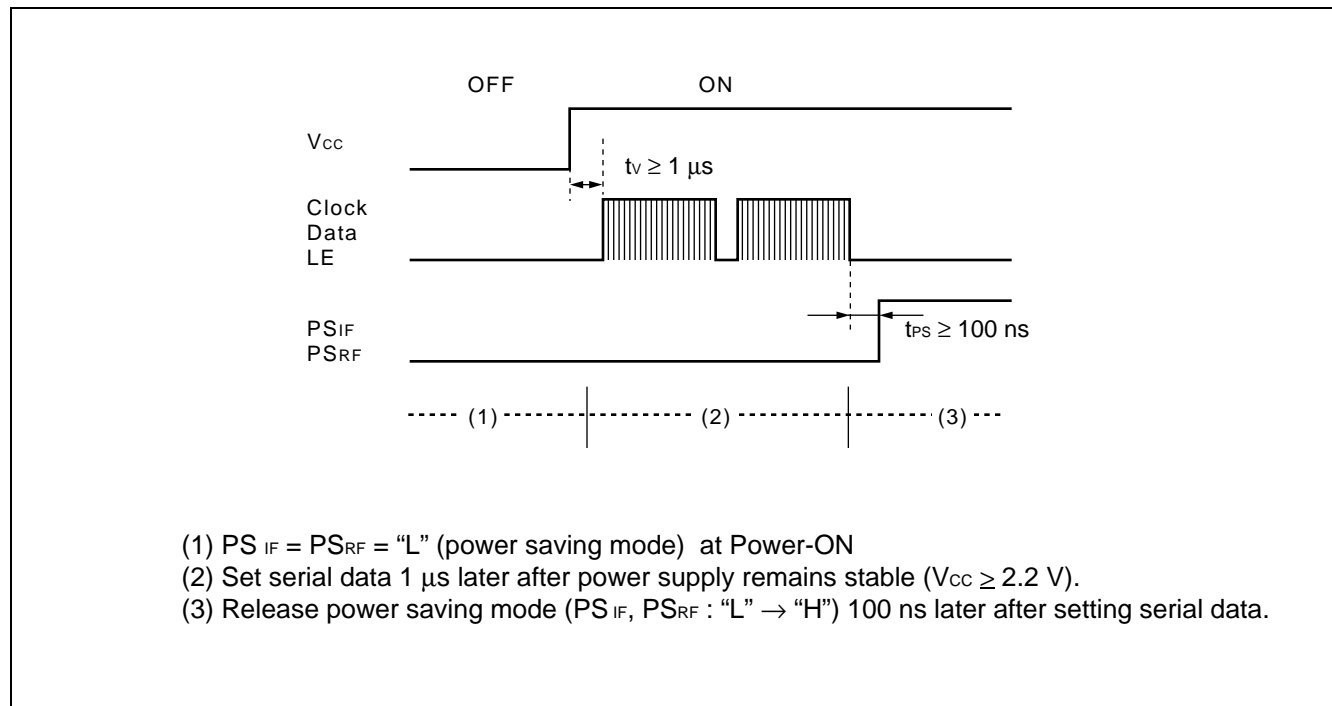 OFF ON
VCC
tV ≥ 1 μs
Clock
Data
LE
PSIF
PSRF
tPS ≥ 100 ns
(1) (2) (3)
(1) PS IF = PSRF = “L” (power saving mode) at Power-ON
(2) Set serial data 1 μs later after power supply remains stable (VCC ≥ 2.2 V).
(3) Release power saving mode (PS IF, PSRF : “L” → “H”) 100 ns later after setting serial data.